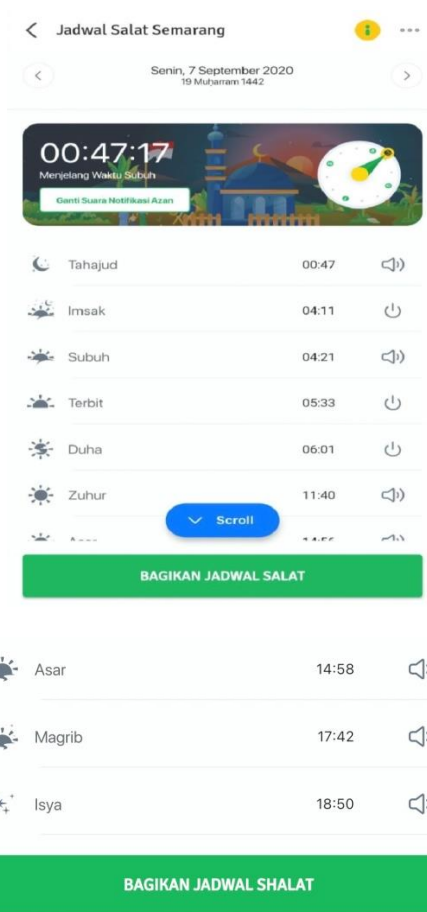 Jadwal Salat Semarang
Senin, 7 September 2020
19 Muharram 1442
00:47:17
Menjelang Waktu Subuh
Ganti Suara Notifikasi Azan
Tahajud 00:47
Imsak 04:11
Subuh 04:21
Terbit 05:33
Duha 06:01
Zuhur 11:40
Scroll
BAGIKAN JADWAL SALAT
Asar 14:58
Magrib 17:42
Isya 18:50
BAGIKAN JADWAL SHALAT